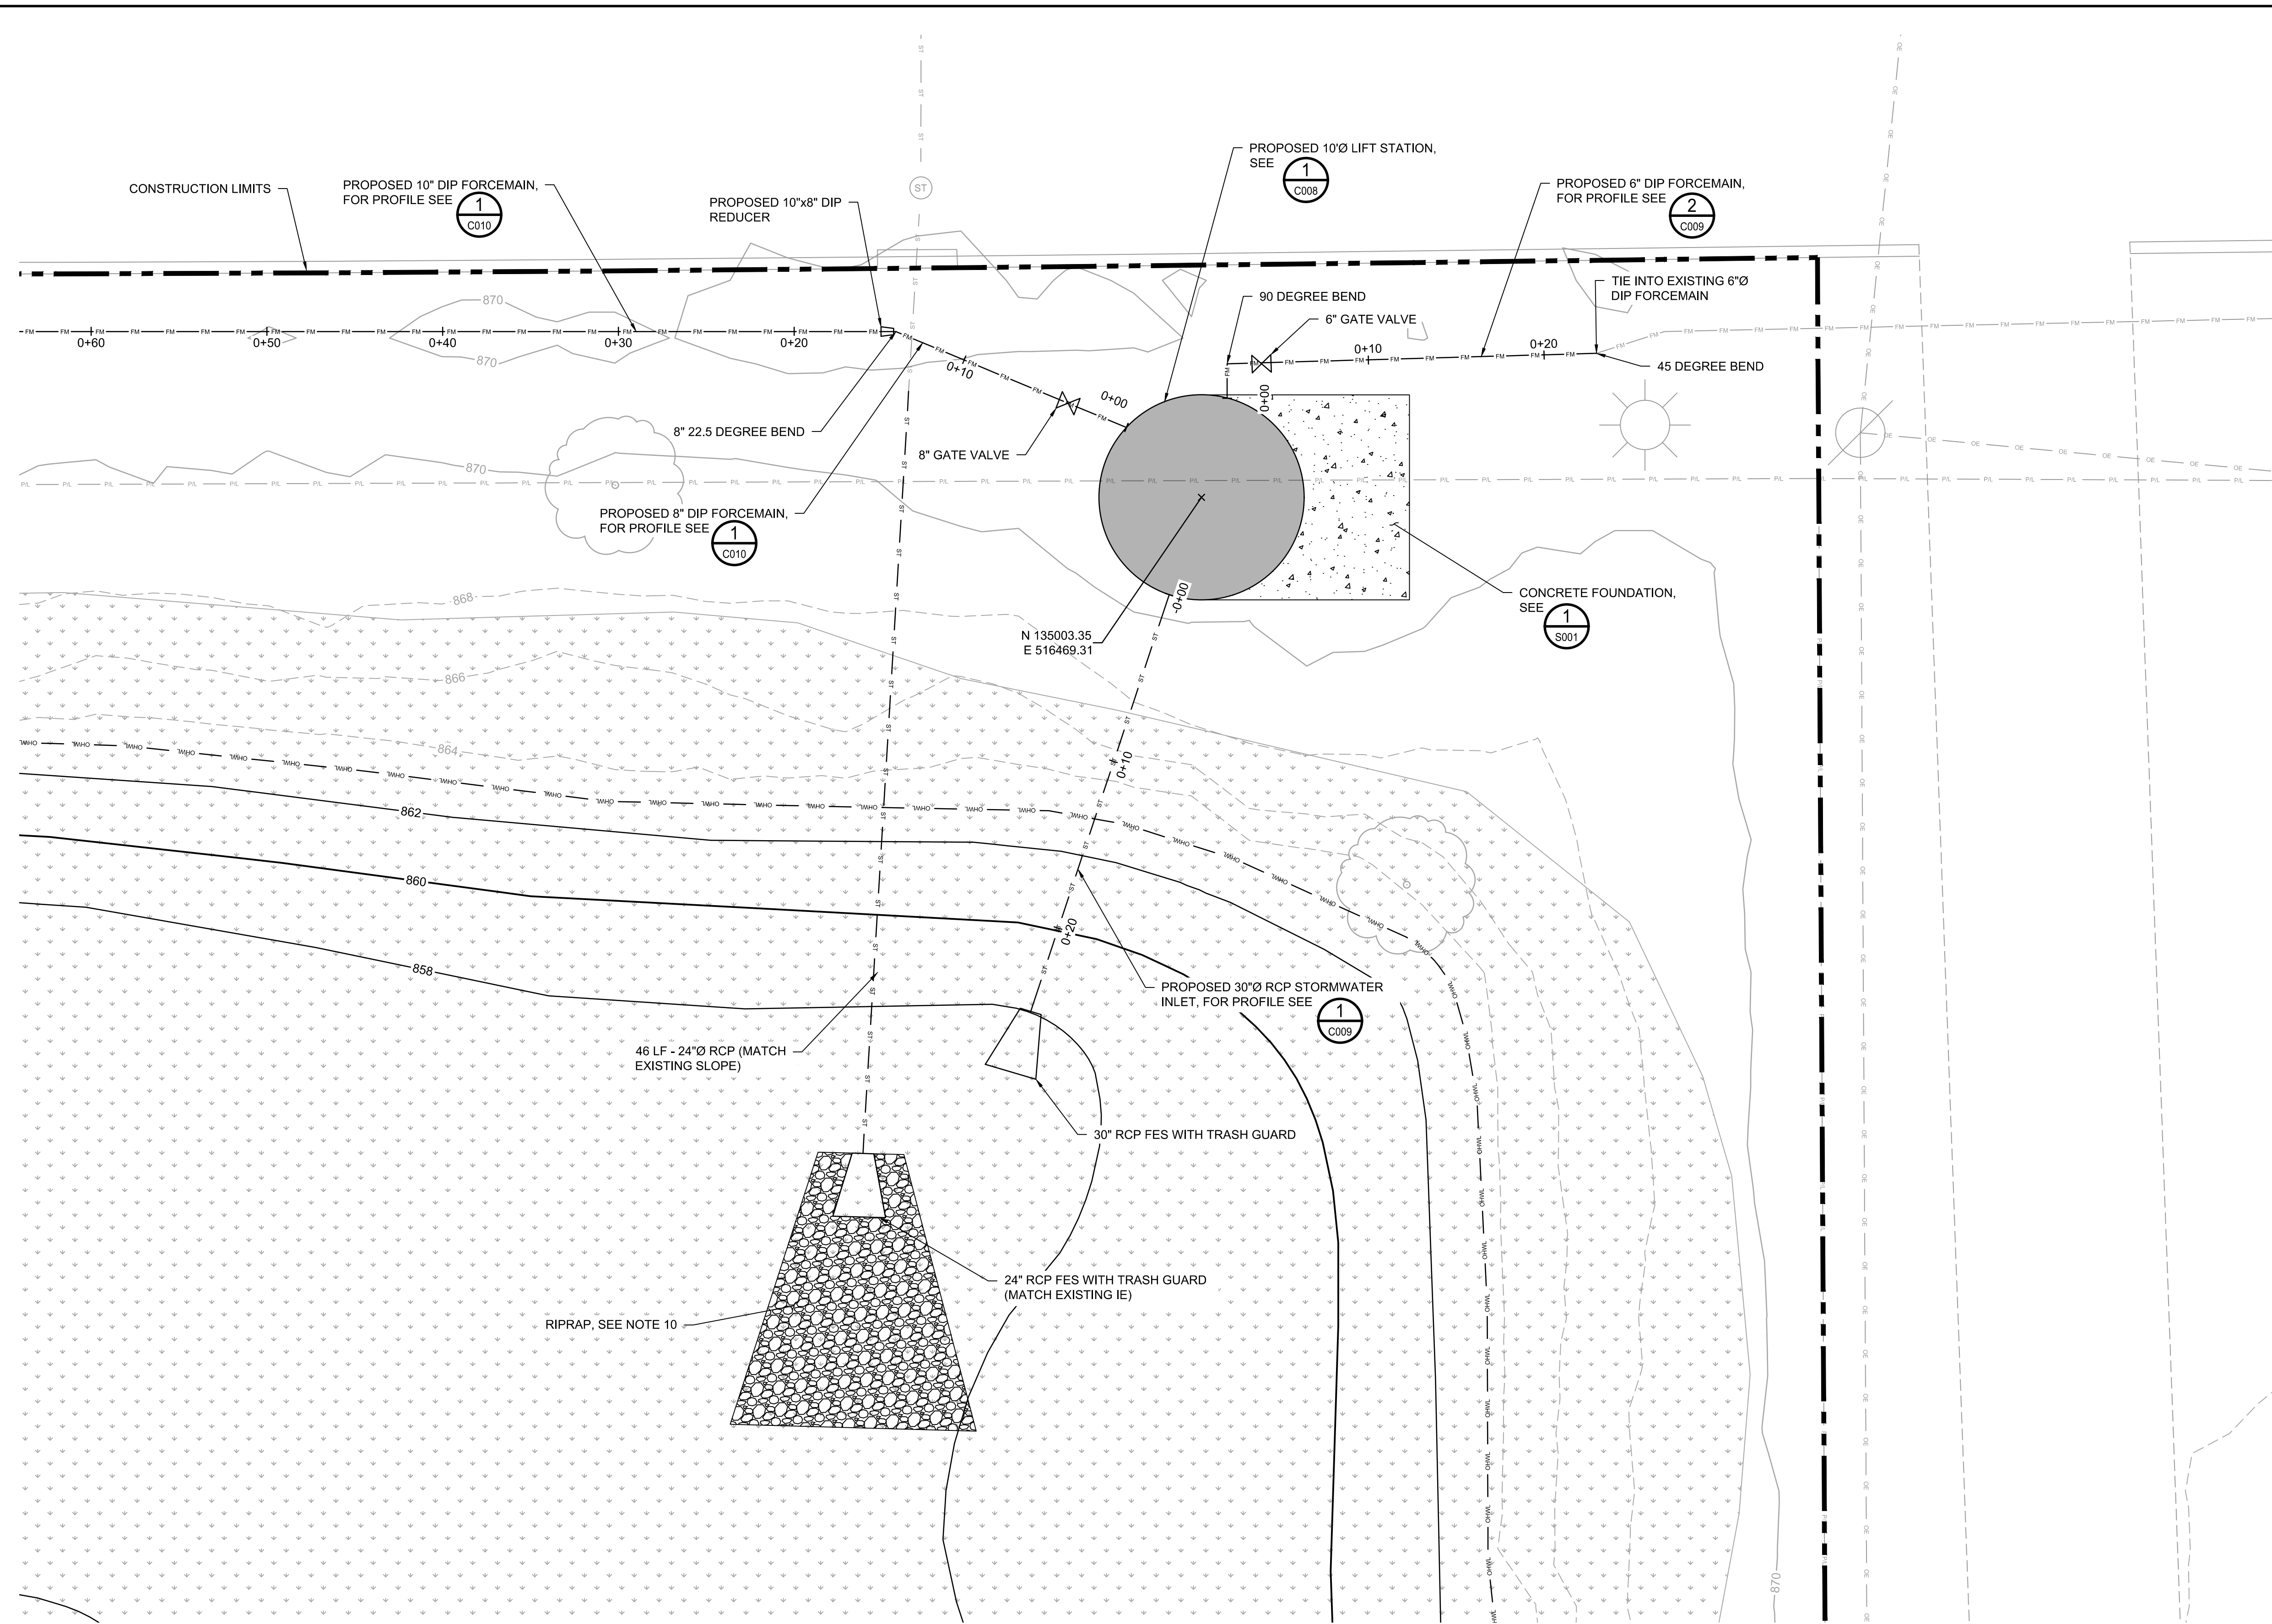 CONSTRUCTION LIMITS
PROPOSED 10" DIP FORCEMAIN,
FOR PROFILE SEE
1
C010
PROPOSED 10"x8" DIP
REDUCER
ST
PROPOSED 10'Ø LIFT STATION,
SEE
1
C008
PROPOSED 6" DIP FORCEMAIN,
FOR PROFILE SEE
2
C009
TIE INTO EXISTING 6"Ø
DIP FORCEMAIN
90 DEGREE BEND
6" GATE VALVE
45 DEGREE BEND
870
870
0+60
0+50
0+40
0+30
0+20
0+10
0+00
0+00
0+10
0+20
8" 22.5 DEGREE BEND
8" GATE VALVE
870
PROPOSED 8" DIP FORCEMAIN,
FOR PROFILE SEE
1
C010
CONCRETE FOUNDATION,
SEE
1
S001
N 135003.35
E 516469.31
-0+00
0+10
0+20
868
866
864
862
860
858
PROPOSED 30"Ø RCP STORMWATER
INLET, FOR PROFILE SEE
1
C009
46 LF - 24"Ø RCP (MATCH
EXISTING SLOPE)
30" RCP FES WITH TRASH GUARD
24" RCP FES WITH TRASH GUARD
(MATCH EXISTING IE)
RIPRAP, SEE NOTE 10
870
FM
ST
OE
P/L
OHWL